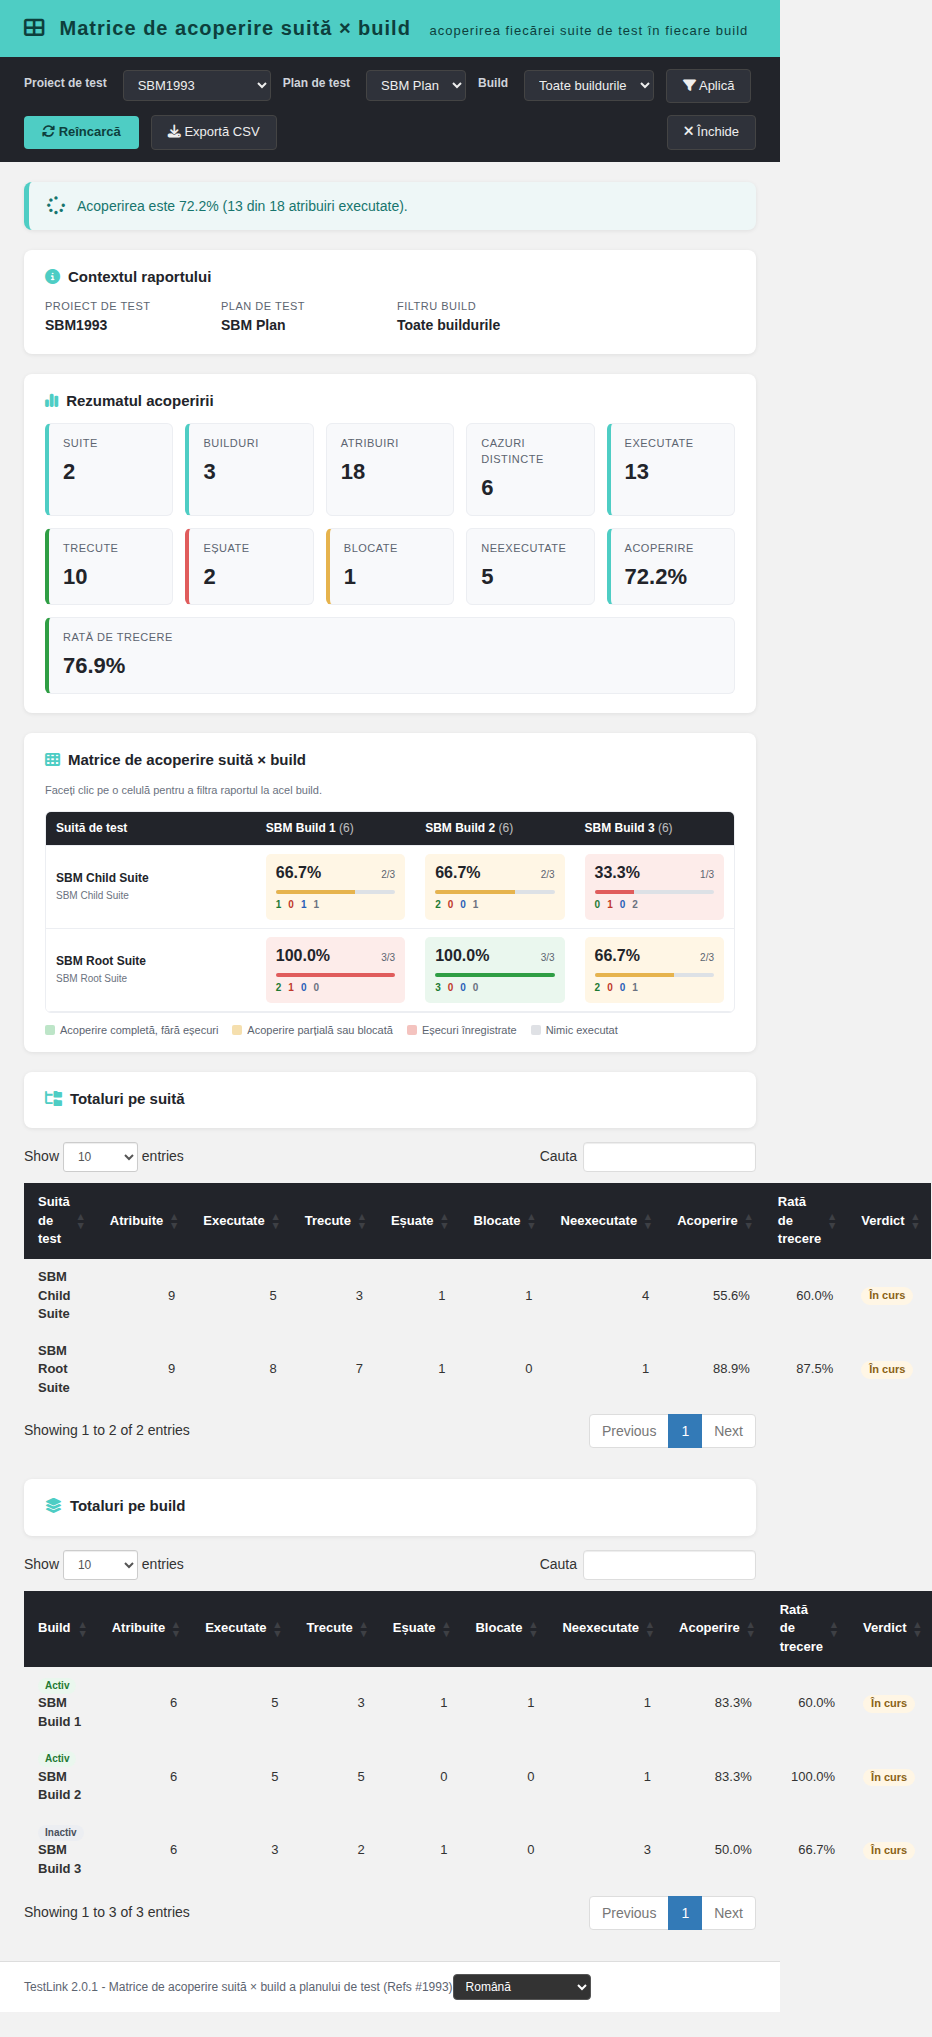 Matrice de acoperire suită × build acoperirea fiecărei suite de test în fiecare build
Proiect de test SBM1993 Plan de test SBM Plan Build Toate buildurile Aplică
Reîncarcă Exportă CSV Închide
Acoperirea este 72.2% (13 din 18 atribuiri executate).
Contextul raportului
PROIECT DE TEST PLAN DE TEST FILTRU BUILD
SBM1993 SBM Plan Toate buildurile
Rezumatul acoperirii
SUITE BUILDURI ATRIBUIRI CAZURI DISTINCTE EXECUTATE
2 3 18 6 13
TRECUTE EȘUATE BLOCATE NEEXECUTATE ACOPERIRE
10 2 1 5 72.2%
RATĂ DE TRECERE
76.9%
Matrice de acoperire suită × build
Faceți clic pe o celulă pentru a filtra raportul la acel build.
Suită de test SBM Build 1 (6) SBM Build 2 (6) SBM Build 3 (6)
SBM Child Suite 66.7% 2/3 66.7% 2/3 33.3% 1/3
SBM Child Suite 1 0 1 1 2 0 0 1 0 1 0 2
SBM Root Suite 100.0% 3/3 100.0% 3/3 66.7% 2/3
SBM Root Suite 2 1 0 0 3 0 0 0 2 0 0 1
Acoperire completă, fără eșecuri Acoperire parțială sau blocată Eșecuri înregistrate Nimic executat
Totaluri pe suită
Show 10 entries Cauta
Suită de test Atribuite Executate Trecute Eșuate Blocate Neexecutate Acoperire Rată de trecere Verdict
SBM Child Suite 9 5 3 1 1 4 55.6% 60.0% În curs
SBM Root Suite 9 8 7 1 0 1 88.9% 87.5% În curs
Showing 1 to 2 of 2 entries Previous 1 Next
Totaluri pe build
Show 10 entries Cauta
Build Atribuite Executate Trecute Eșuate Blocate Neexecutate Acoperire Rată de trecere Verdict
Activ SBM Build 1 6 5 3 1 1 1 83.3% 60.0% În curs
Activ SBM Build 2 6 5 5 0 0 1 83.3% 100.0% În curs
Inactiv SBM Build 3 6 3 2 1 0 3 50.0% 66.7% În curs
Showing 1 to 3 of 3 entries Previous 1 Next
TestLink 2.0.1 - Matrice de acoperire suită × build a planului de test (Refs #1993) Română